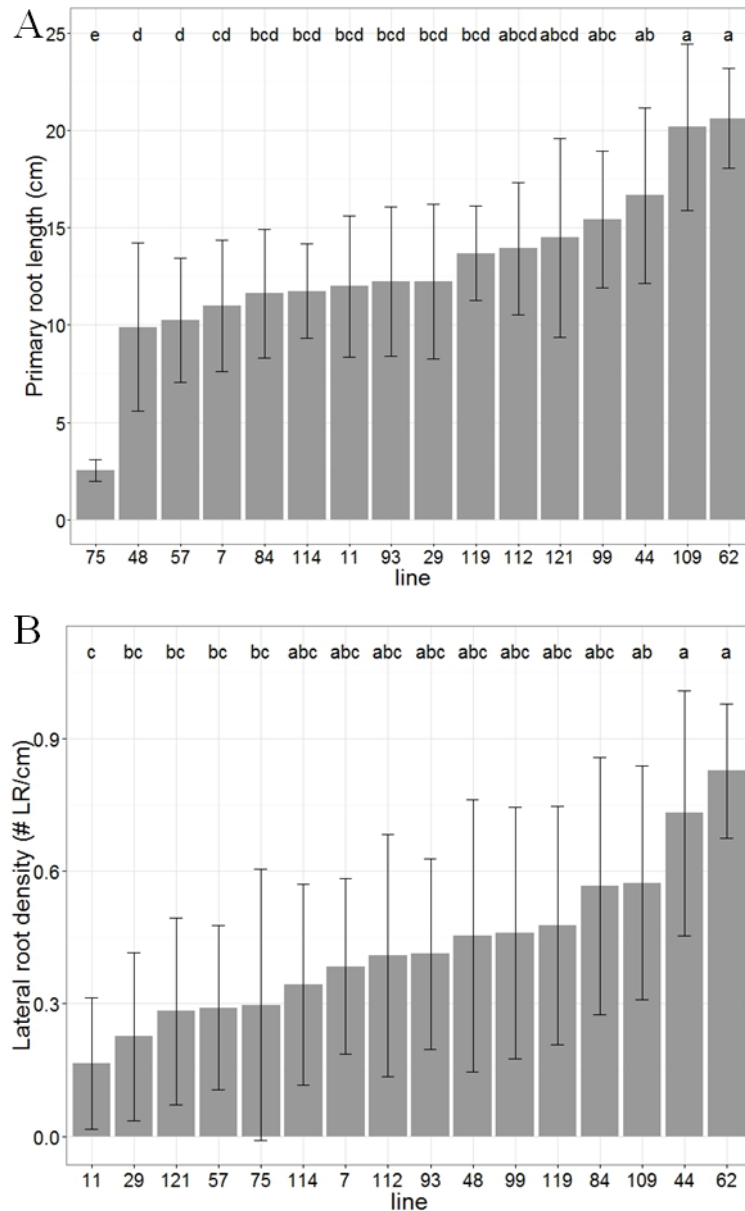 A
e d d cd bcd bcd bcd bcd bcd bcd abcd abcd abc ab a a
25
20
15
10
5
0
Primary root length (cm)
75 48 57 7 84 114 11 93 29 119 112 121 99 44 109 62
line
B
c bc bc bc bc abc abc abc abc abc abc abc abc ab a a
0.9
0.6
0.3
0.0
Lateral root density (# LR/cm)
11 29 121 57 75 114 7 112 93 48 99 119 84 109 44 62
line